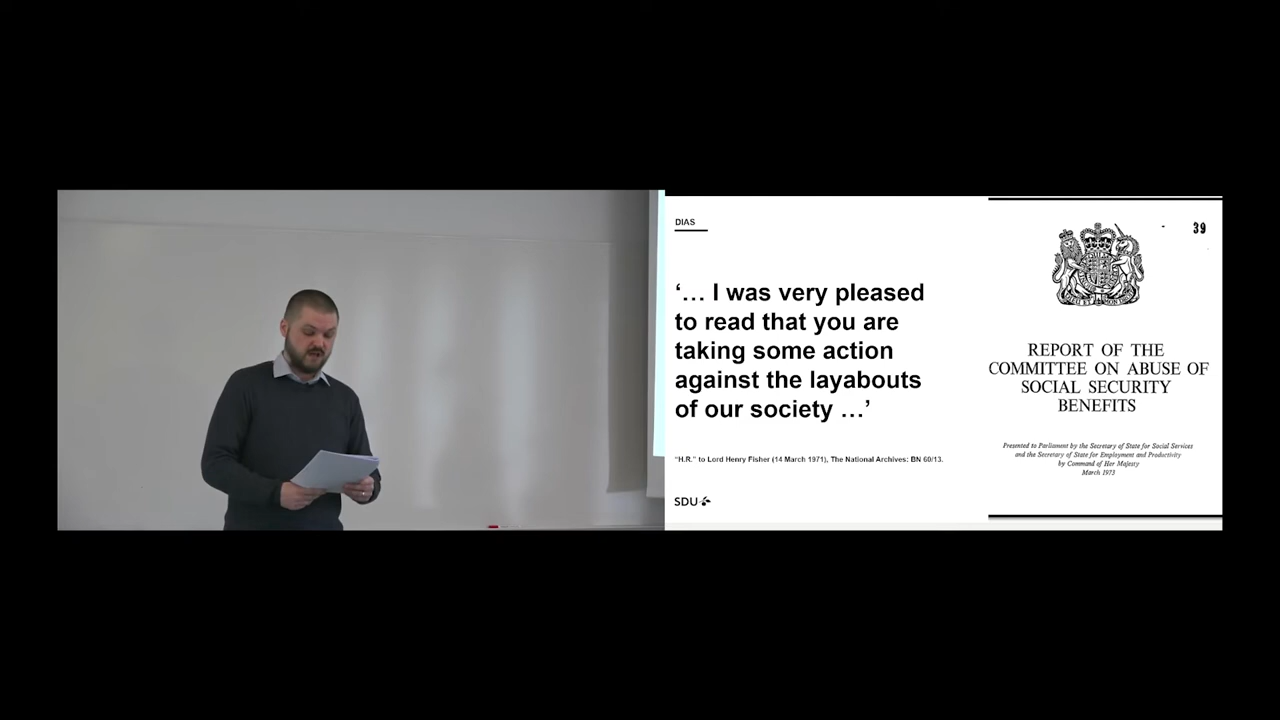 DIAS
‘… I was very pleased
to read that you are
taking some action
against the layabouts
of our society …’
“H.R.” to Lord Henry Fisher (14 March 1971), The National Archives: BN 60/13.
SDU
39
REPORT OF THE
COMMITTEE ON ABUSE OF
SOCIAL SECURITY
BENEFITS
Presented to Parliament by the Secretary of State for Social Services
and the Secretary of State for Employment and Productivity
by Command of Her Majesty
March 1973